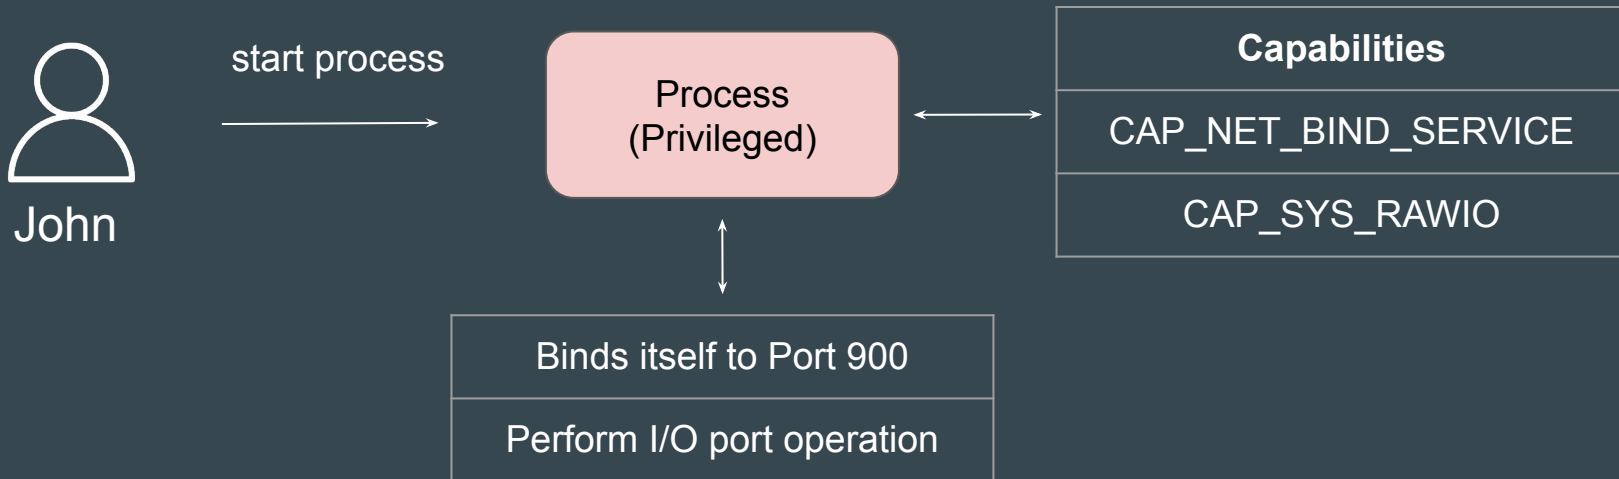 start process
John
Process
(Privileged)
Capabilities
CAP_NET_BIND_SERVICE
CAP_SYS_RAWIO
Binds itself to Port 900
Perform I/O port operation